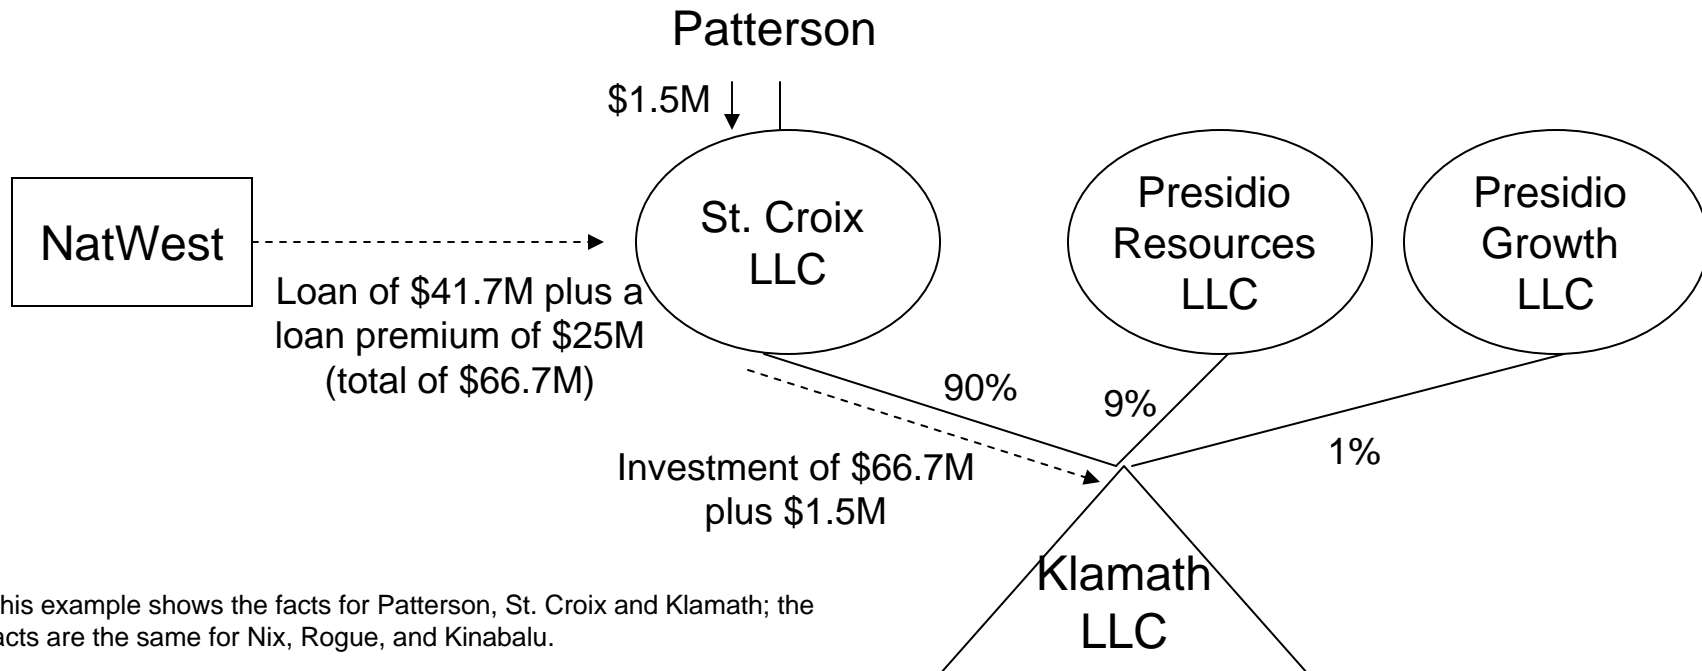 Patterson
$1.5M
NatWest
St. Croix
LLC
Presidio
Resources
LLC
Presidio
Growth
LLC
Loan of $41.7M plus a
loan premium of $25M
(total of $66.7M)
90%
9%
1%
Investment of $66.7M
plus $1.5M
Klamath
LLC
his example shows the facts for Patterson, St. Croix and Klamath; the
acts are the same for Nix, Rogue, and Kinabalu.